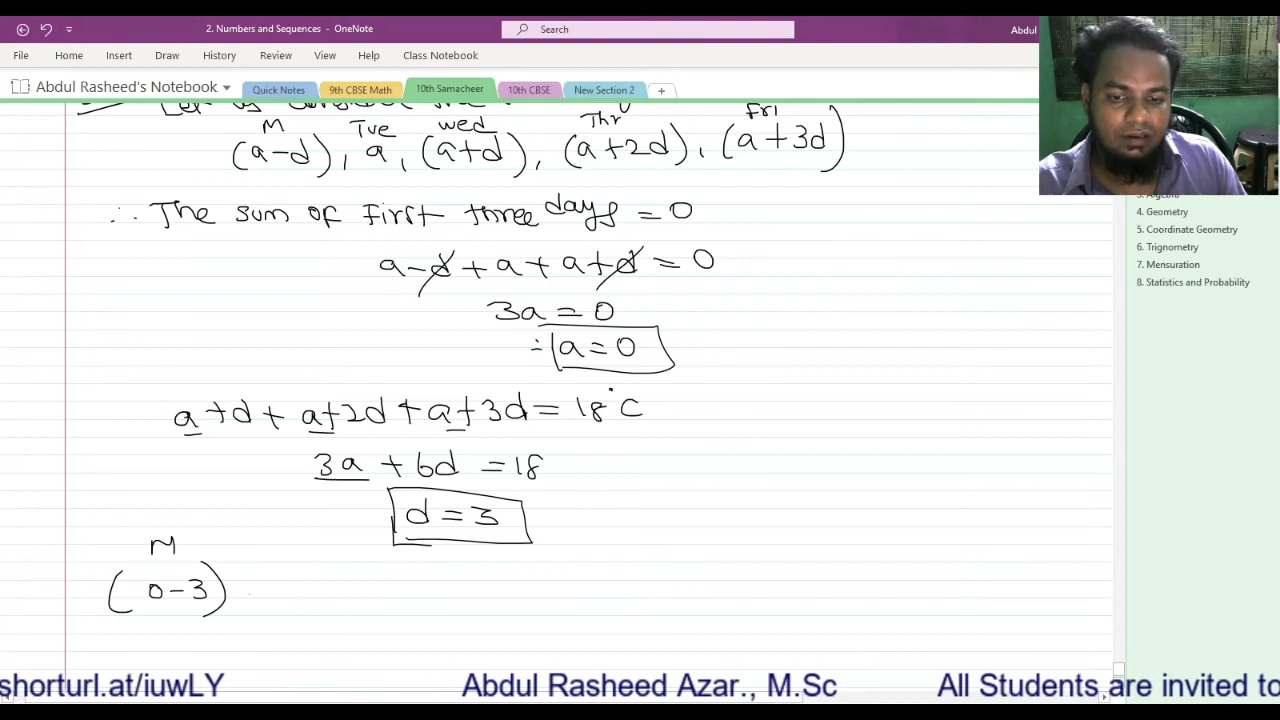 2. Numbers and Sequences - OneNote
Search
Abdul
File Home Insert Draw History Review View Help Class Notebook
Abdul Rasheed's Notebook
Quick Notes 9th CBSE Math 10th Samacheer 10th CBSE New Section 2 +
M Tue wed Thr Fri
(a-d), a, (a+d), (a+2d), (a+3d)
∴ The sum of First three days = 0
a-d + a + a+d = 0
3a = 0
∴ a = 0
a+d + a+2d + a+3d = 18°C
3a + 6d = 18
d = 3
M
(0-3)
4. Geometry
5. Coordinate Geometry
6. Trignometry
7. Mensuration
8. Statistics and Probability
shorturl.at/iuwLY Abdul Rasheed Azar., M.Sc All Students are invited to